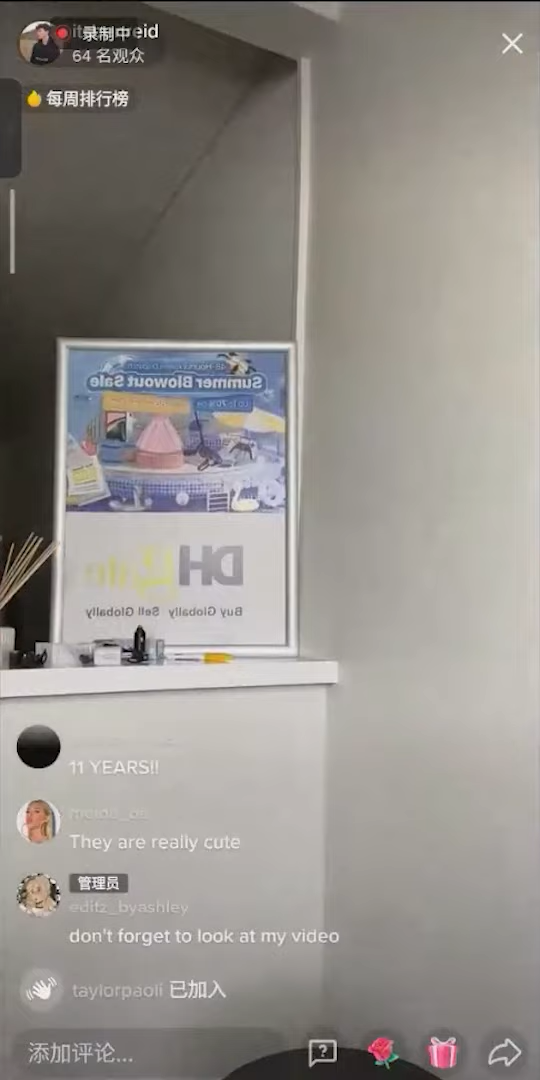 录制中
64 名观众
每周排行榜
Summer Blowout Sale
DH
Buy Globally Sell Globally
11 YEARS!!
They are really cute
管理员
editz_byashley
don't forget to look at my video
taylorpaoli 已加入
添加评论...